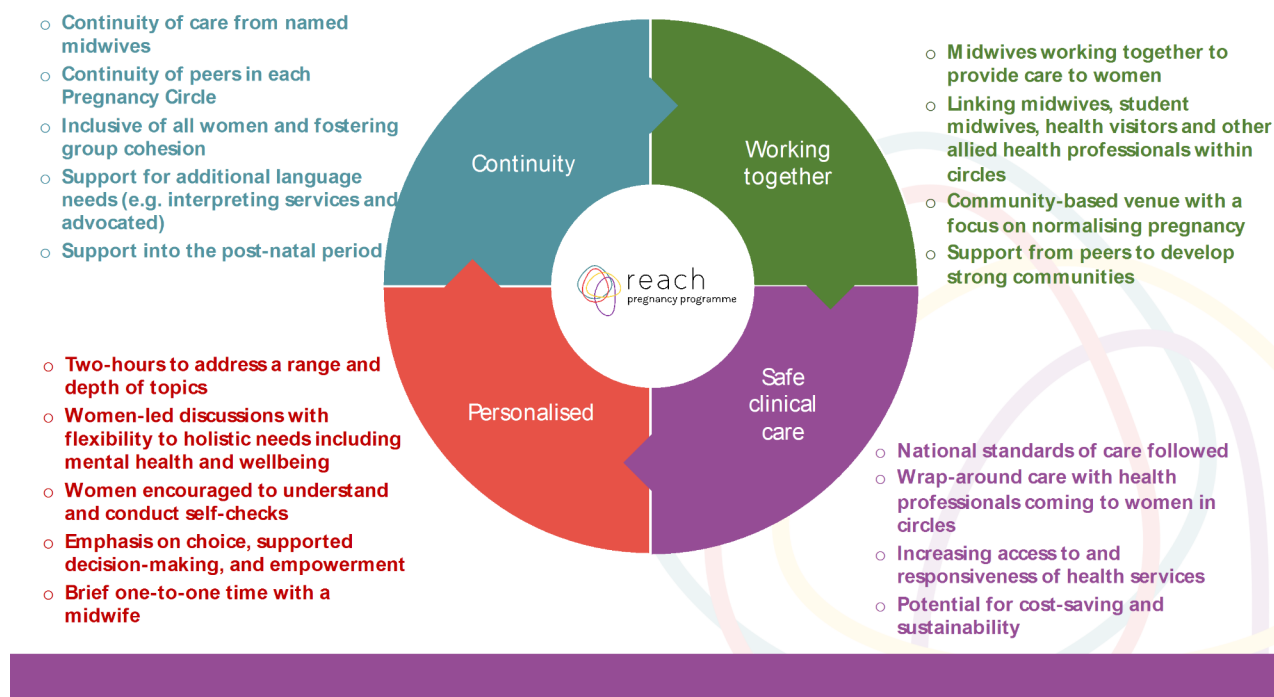 o Continuity of care from named
midwives
o Continuity of peers in each
Pregnancy Circle
o Inclusive of all women and fostering
group cohesion
o Support for additional language
needs (e.g. interpreting services and
advocated)
o Support into the post-natal period
Continuity
Working
together
o Midwives working together to
provide care to women
o Linking midwives, student
midwives, health visitors and other
allied health professionals within
circles
o Community-based venue with a
focus on normalising pregnancy
o Support from peers to develop
strong communities
reach
pregnancy programme
o Two-hours to address a range and
depth of topics
o Women-led discussions with
flexibility to holistic needs including
mental health and wellbeing
o Women encouraged to understand
and conduct self-checks
o Emphasis on choice, supported
decision-making, and empowerment
o Brief one-to-one time with a
midwife
Personalised
Safe
clinical
care
o National standards of care followed
o Wrap-around care with health
professionals coming to women in
circles
o Increasing access to and
responsiveness of health services
o Potential for cost-saving and
sustainability